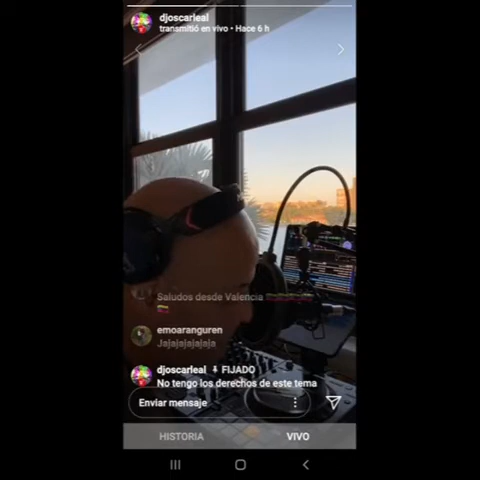 djoscarleal
transmitió en vivo • Hace 6 h
Saludos desde Valencia
emoaranguren
Jajajajajaja
djoscarleal FIJADO
No tengo los derechos de este tema
Enviar mensaje
HISTORIA VIVO